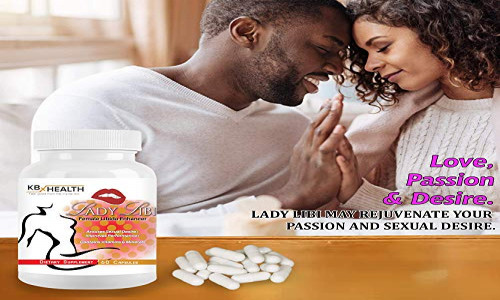 KB HEALTH
LADY LIBI
Female Libido Enhancer
Dietary Supplement 60 Capsules
Love,
Passion
& Desire.
LADY LIBI MAY REJUVENATE YOUR
PASSION AND SEXUAL DESIRE.